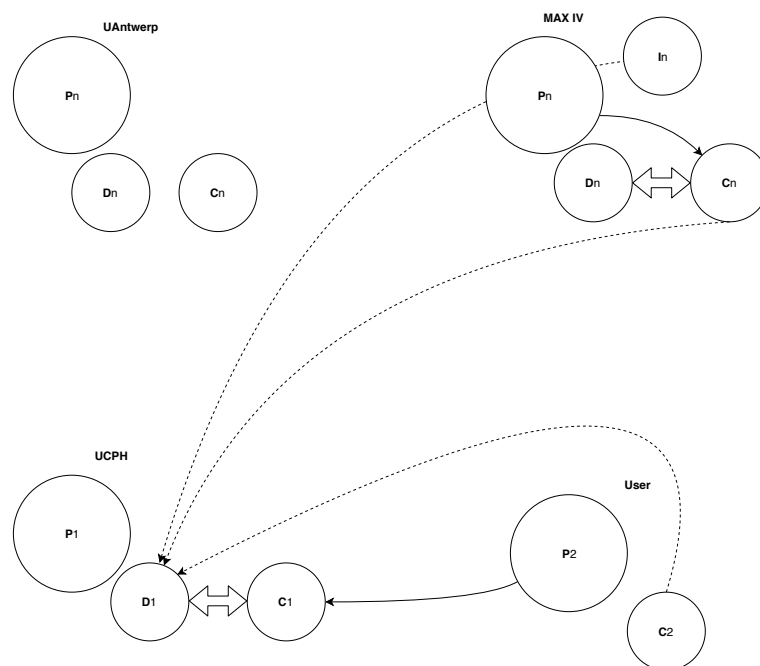 UAntwerp
Pn
Dn
Cn
MAX IV
Pn
In
Dn
Cn
UCPH
P1
D1
C1
User
P2
C2